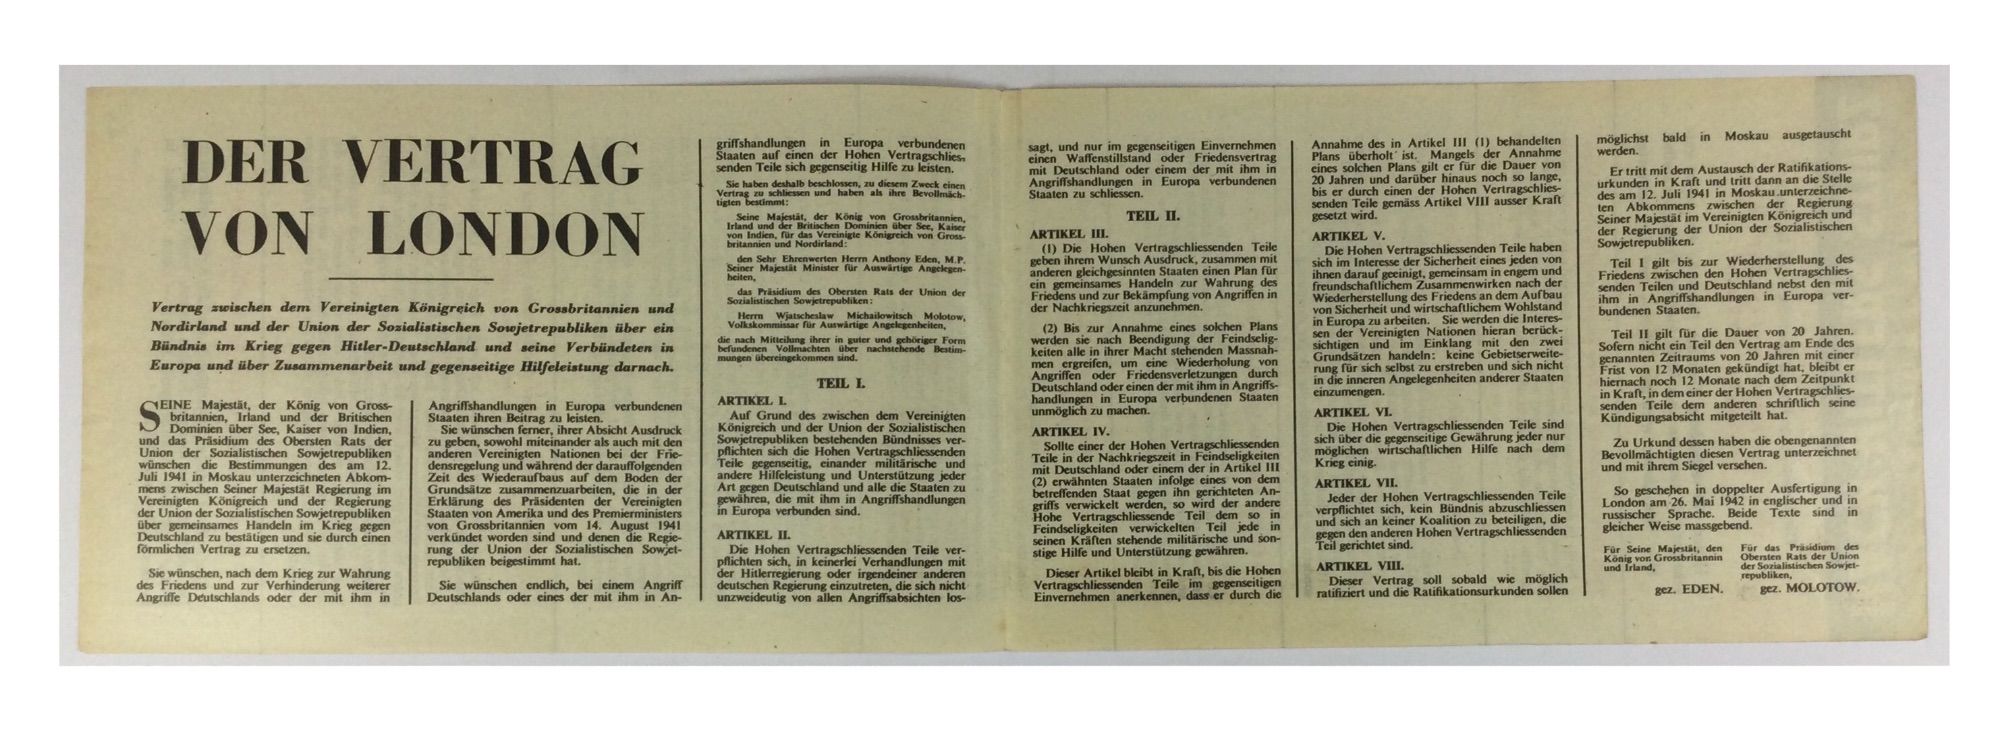 DER VERTRAG
VON LONDON
Vertrag zwischen dem Vereinigten Königreich von Grossbritannien und
Nordirland und der Union der Sozialistischen Sowjetrepubliken über ein
Bündnis im Krieg gegen Hitler-Deutschland und seine Verbündeten in
Europa und über Zusammenarbeit und gegenseitige Hilfeleistung darnach.
SEINE Majestät, der König von Gross-
britannien, Irland und der Britischen
Dominien über See, Kaiser von Indien,
und das Präsidium des Obersten Rats der
Union der Sozialistischen Sowjetrepubliken
wünschen die Bestimmungen des am 12.
Juli 1941 in Moskau unterzeichneten Abkom-
mens zwischen Seiner Majestät Regierung im
Vereinigten Königreich und der Regierung
der Union der Sozialistischen Sowjetrepubliken
über gemeinsames Handeln im Krieg gegen
Deutschland zu bestätigen und sie durch einen
förmlichen Vertrag zu ersetzen.
Sie wünschen, nach dem Krieg zur Wahrung
des Friedens und zur Verhinderung weiterer
Angriffe Deutschlands oder der mit ihm in
Angriffshandlungen in Europa verbundenen
Staaten ihren Beitrag zu leisten.
Sie wünschen ferner, ihrer Absicht Ausdruck
zu geben, sowohl miteinander als auch mit den
anderen Vereinigten Nationen bei der Frie-
densregelung und während der darauffolgenden
Zeit des Wiederaufbaus auf dem Boden der
Grundsätze zusammenzuarbeiten, die in der
Erklärung des Präsidenten der Vereinigten
Staaten von Amerika und des Premierministers
von Grossbritannien vom 14. August 1941
verkündet worden sind und denen die Regie-
rung der Union der Sozialistischen Sowjet-
republiken beigestimmt hat.
Sie wünschen endlich, bei einem Angriff
Deutschlands oder eines der mit ihm in An-
griffshandlungen in Europa verbundenen
Staaten auf einen der Hohen Vertragschlies-
senden Teile sich gegenseitig Hilfe zu leisten.
Sie haben deshalb beschlossen, zu diesem Zweck einen
Vertrag zu schliessen und haben als ihre Bevollmäch-
tigten bestimmt:
Seine Majestät, der König von Grossbritannien,
Irland und der Britischen Dominien über See, Kaiser
von Indien, für das Vereinigte Königreich von Gross-
britannien und Nordirland:
den Sehr Ehrenwerten Herrn Anthony Eden, M.P.
Seiner Majestät Minister für Auswärtige Angelegen-
heiten,
das Präsidium des Obersten Rats der Union der
Sozialistischen Sowjetrepubliken:
Herrn Wjatscheslaw Michailowitsch Molotow,
Volkskommissar für Auswärtige Angelegenheiten,
die nach Mitteilung ihrer in guter und gehöriger Form
befundenen Vollmachten über nachstehende Bestim-
mungen übereingekommen sind.
TEIL I.
ARTIKEL I.
Auf Grund des zwischen dem Vereinigten
Königreich und der Union der Sozialistischen
Sowjetrepubliken bestehenden Bündnisses ver-
pflichten sich die Hohen Vertragschliessenden
Teile gegenseitig, einander militärische und
andere Hilfeleistung und Unterstützung jeder
Art gegen Deutschland und alle die Staaten zu
gewähren, die mit ihm in Angriffshandlungen
in Europa verbunden sind.
ARTIKEL II.
Die Hohen Vertragschliessenden Teile ver-
pflichten sich, in keinerlei Verhandlungen mit
der Hitlerregierung oder irgendeiner anderen
deutschen Regierung einzutreten, die sich nicht
unzweideutig von allen Angriffsabsichten los-
sagt, und nur im gegenseitigen Einvernehmen
einen Waffenstillstand oder Friedensvertrag
mit Deutschland oder einem der mit ihm in
Angriffshandlungen in Europa verbundenen
Staaten zu schliessen.
TEIL II.
ARTIKEL III.
(1) Die Hohen Vertragschliessenden Teile
geben ihrem Wunsch Ausdruck, zusammen mit
anderen gleichgesinnten Staaten einen Plan für
ein gemeinsames Handeln zur Wahrung des
Friedens und zur Bekämpfung von Angriffen in
der Nachkriegszeit anzunehmen.
(2) Bis zur Annahme eines solchen Plans
werden sie nach Beendigung der Feindselig-
keiten alle in ihrer Macht stehenden Massnah-
men ergreifen, um eine Wiederholung von
Angriffen oder Friedensverletzungen durch
Deutschland oder einen der mit ihm in Angriffs-
handlungen in Europa verbundenen Staaten
unmöglich zu machen.
ARTIKEL IV.
Sollte einer der Hohen Vertragschliessenden
Teile in der Nachkriegszeit in Feindseligkeiten
mit Deutschland oder einem der in Artikel III
(2) erwähnten Staaten infolge eines von dem
betreffenden Staat gegen ihn gerichteten An-
griffs verwickelt werden, so wird der andere
Hohe Vertragschliessende Teil dem so in
Feindseligkeiten verwickelten Teil jede in
seinen Kräften stehende militärische und son-
stige Hilfe und Unterstützung gewähren.
Dieser Artikel bleibt in Kraft, bis die Hohen
Vertragschliessenden Teile im gegenseitigen
Einvernehmen anerkennen, dass er durch die
Annahme des in Artikel III (1) behandelten
Plans überholt ist. Mangels der Annahme
eines solchen Plans gilt er für die Dauer von
20 Jahren und darüber hinaus noch so lange,
bis er durch einen der Hohen Vertragschlies-
senden Teile gemäss Artikel VIII ausser Kraft
gesetzt wird.
ARTIKEL V.
Die Hohen Vertragschliessenden Teile haben
sich im Interesse der Sicherheit eines jeden von
ihnen darauf geeinigt, gemeinsam in engem und
freundschaftlichem Zusammenwirken nach der
Wiederherstellung des Friedens an dem Aufbau
von Sicherheit und wirtschaftlichem Wohlstand
in Europa zu arbeiten. Sie werden die Interes-
sen der Vereinigten Nationen hieran berück-
sichtigen und im Einklang mit den zwei
Grundsätzen handeln: keine Gebietserweite-
rung für sich selbst zu erstreben und sich nicht
in die inneren Angelegenheiten anderer Staaten
einzumengen.
ARTIKEL VI.
Die Hohen Vertragschliessenden Teile sind
sich über die gegenseitige Gewährung jeder nur
möglichen wirtschaftlichen Hilfe nach dem
Krieg einig.
ARTIKEL VII.
Jeder der Hohen Vertragschliessenden Teile
verpflichtet sich, kein Bündnis abzuschliessen
und sich an keiner Koalition zu beteiligen, die
gegen den anderen Hohen Vertragschliessenden
Teil gerichtet sind.
ARTIKEL VIII.
Dieser Vertrag soll sobald wie möglich
ratifiziert und die Ratifikationsurkunden sollen
möglichst bald in Moskau ausgetauscht
werden.
Er tritt mit dem Austausch der Ratifikations-
urkunden in Kraft und tritt dann an die Stelle
des am 12. Juli 1941 in Moskau unterzeichne-
ten Abkommens zwischen der Regierung
Seiner Majestät im Vereinigten Königreich und
der Regierung der Union der Sozialistischen
Sowjetrepubliken.
Teil I gilt bis zur Wiederherstellung des
Friedens zwischen den Hohen Vertragschlies-
senden Teilen und Deutschland nebst den mit
ihm in Angriffshandlungen in Europa ver-
bundenen Staaten.
Teil II gilt für die Dauer von 20 Jahren.
Sofern nicht ein Teil den Vertrag am Ende des
genannten Zeitraums von 20 Jahren mit einer
Frist von 12 Monaten gekündigt hat, bleibt er
hiernach noch 12 Monate nach dem Zeitpunkt
in Kraft, in dem einer der Hohen Vertragschlies-
senden Teile dem anderen schriftlich seine
Kündigungsabsicht mitgeteilt hat.
Zu Urkund dessen haben die obengenannten
Bevollmächtigten diesen Vertrag unterzeichnet
und mit ihrem Siegel versehen.
So geschehen in doppelter Ausfertigung in
London am 26. Mai 1942 in englischer und in
russischer Sprache. Beide Texte sind in
gleicher Weise massgebend.
Für Seine Majestät, den
König von Grossbritannin
und Irland,
gez. EDEN.
Für das Präsidium des
Obersten Rats der Union
der Sozialistischen Sowjet-
republiken,
gez. MOLOTOW.